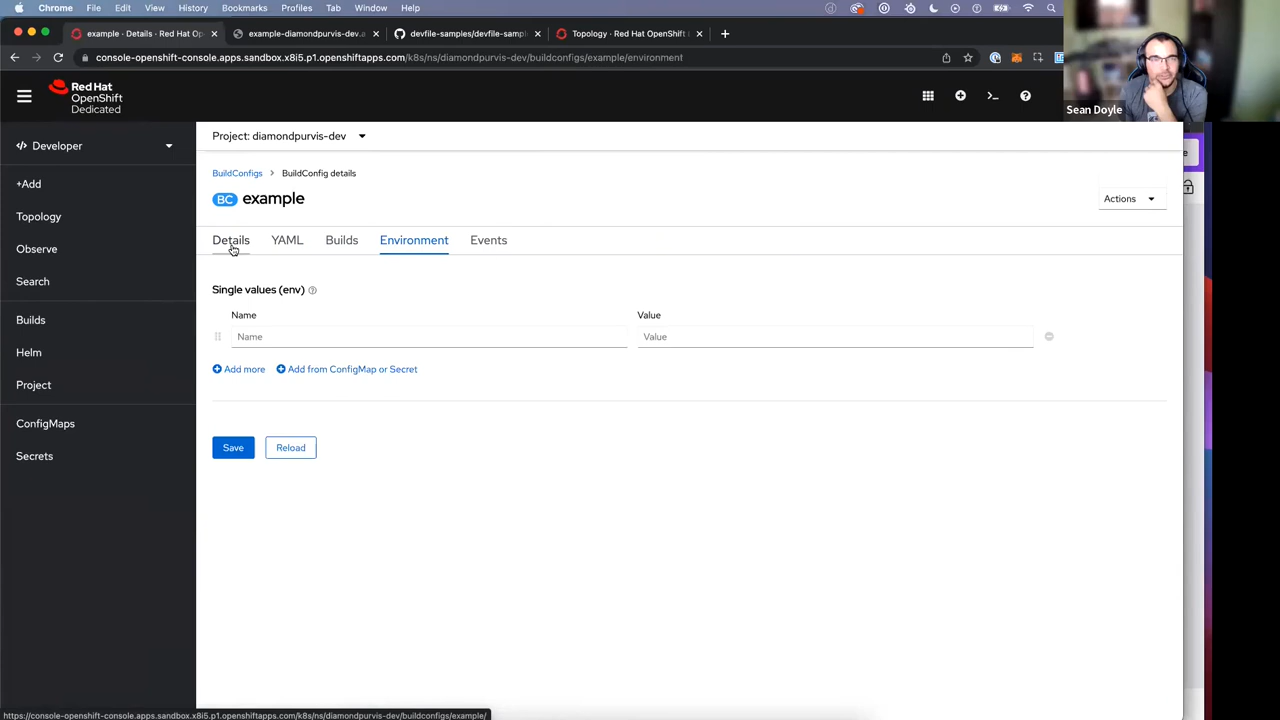 Chrome File Edit View History Bookmarks Profiles Tab Window Help
example · Details · Red Hat Op
example-diamondpurvis-dev.a
devfile-samples/devfile-sampl
Topology · Red Hat OpenShift
console-openshift-console.apps.sandbox.x8i5.p1.openshiftapps.com/k8s/ns/diamondpurvis-dev/buildconfigs/example/environment
Sean Doyle
Red Hat
OpenShift
Dedicated
Developer
+Add
Topology
Observe
Search
Builds
Helm
Project
ConfigMaps
Secrets
Project: diamondpurvis-dev
BuildConfigs > BuildConfig details
BC example
Actions
Details YAML Builds Environment Events
Single values (env)
Name Value
Name Value
Add more Add from ConfigMap or Secret
Save Reload
https://console-openshift-console.apps.sandbox.x8i5.p1.openshiftapps.com/k8s/ns/diamondpurvis-dev/buildconfigs/example/